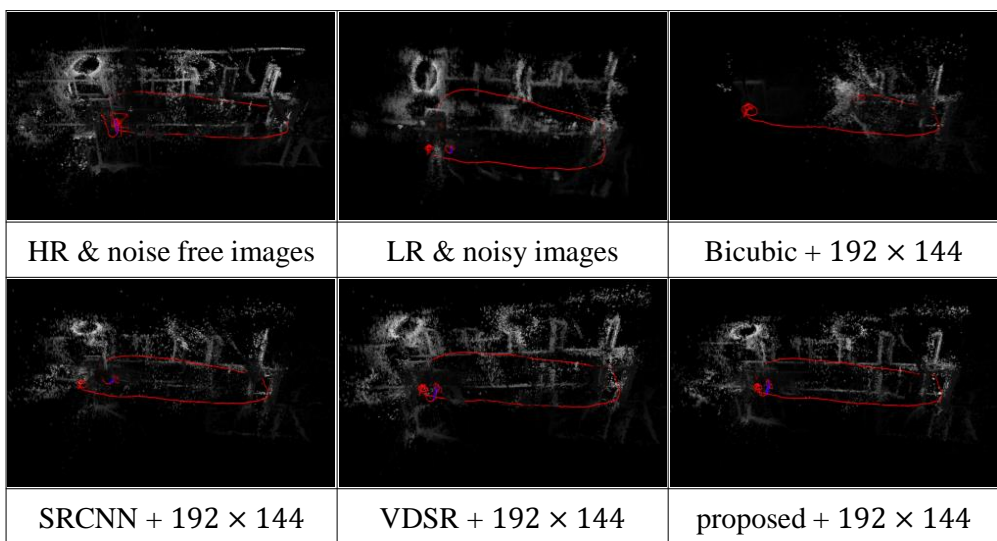 HR & noise free images
LR & noisy images
Bicubic + 192 × 144
SRCNN + 192 × 144
VDSR + 192 × 144
proposed + 192 × 144